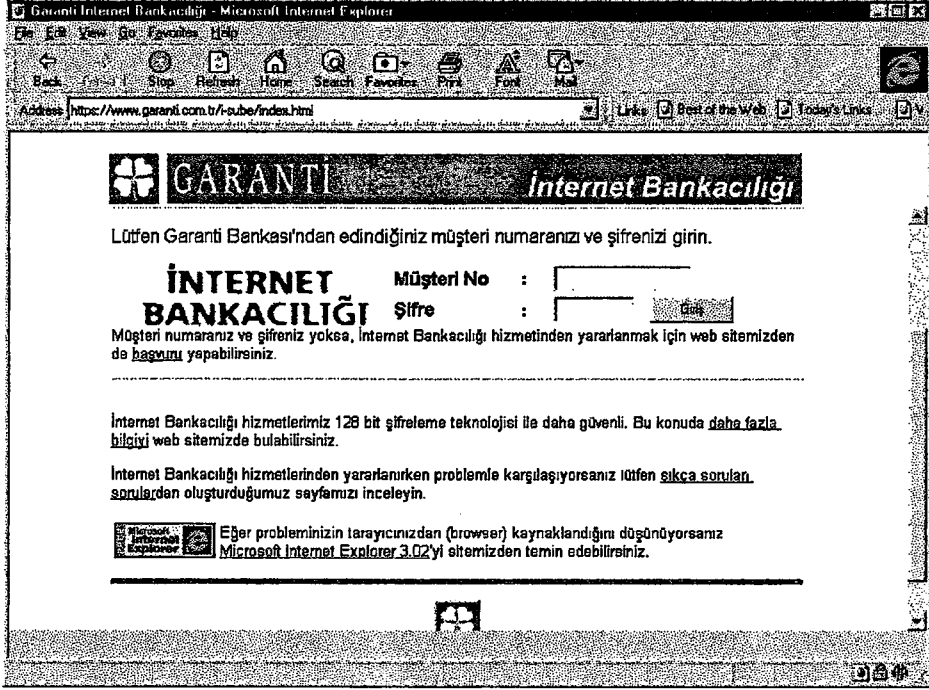 Garanti Internet Bankacılığı - Microsoft Internet Explorer
File Edit View Go Favorites Help
Back Stop Refresh Home Search Favorites Print Font Mail
Address https://www.garanti.com.tr/i-sube/index.html Links Best of the Web Today's Links
GARANTİ İnternet Bankacılığı
Lütfen Garanti Bankası'ndan edindiğiniz müşteri numaranızı ve şifrenizi girin.
İNTERNET Müşteri No :
BANKACILIĞI Şifre : Giriş
Müşteri numaranız ve şifreniz yoksa, İnternet Bankacılığı hizmetinden yararlanmak için web sitemizden
de başvuru yapabilirsiniz.
İnternet Bankacılığı hizmetlerimiz 128 bit şifreleme teknolojisi ile daha güvenli. Bu konuda daha fazla
bilgiyi web sitemizde bulabilirsiniz.
İnternet Bankacılığı hizmetlerinden yararlanırken problemle karşılaşıyorsanız lütfen sıkça sorulan
sorulardan oluşturduğumuz sayfamızı inceleyin.
Microsoft Internet Explorer
Eğer probleminizin tarayıcınızdan (browser) kaynaklandığını düşünüyorsanız
Microsoft Internet Explorer 3.02'yi sitemizden temin edebilirsiniz.